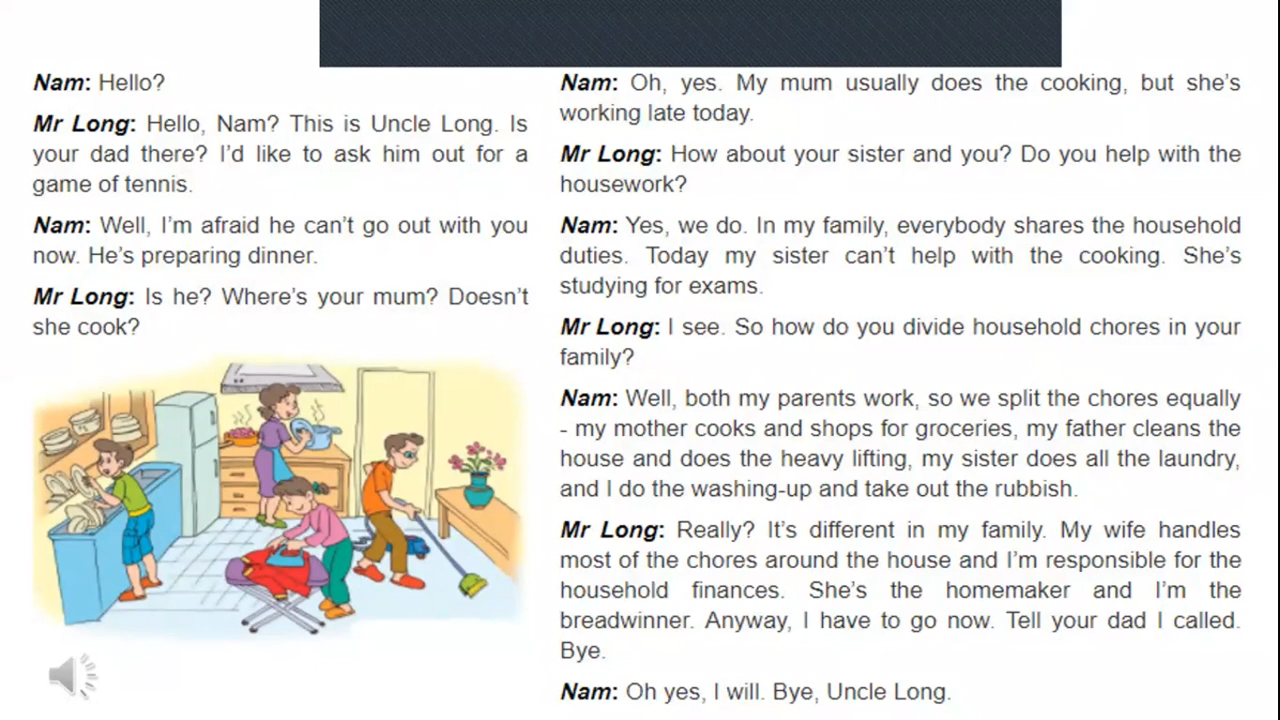 Nam: Hello?
Mr Long: Hello, Nam? This is Uncle Long. Is
your dad there? I'd like to ask him out for a
game of tennis.
Nam: Well, I'm afraid he can't go out with you
now. He's preparing dinner.
Mr Long: Is he? Where's your mum? Doesn't
she cook?
Nam: Oh, yes. My mum usually does the cooking, but she's
working late today.
Mr Long: How about your sister and you? Do you help with the
housework?
Nam: Yes, we do. In my family, everybody shares the household
duties. Today my sister can't help with the cooking. She's
studying for exams.
Mr Long: I see. So how do you divide household chores in your
family?
Nam: Well, both my parents work, so we split the chores equally
- my mother cooks and shops for groceries, my father cleans the
house and does the heavy lifting, my sister does all the laundry,
and I do the washing-up and take out the rubbish.
Mr Long: Really? It's different in my family. My wife handles
most of the chores around the house and I'm responsible for the
household finances. She's the homemaker and I'm the
breadwinner. Anyway, I have to go now. Tell your dad I called.
Bye.
Nam: Oh yes, I will. Bye, Uncle Long.